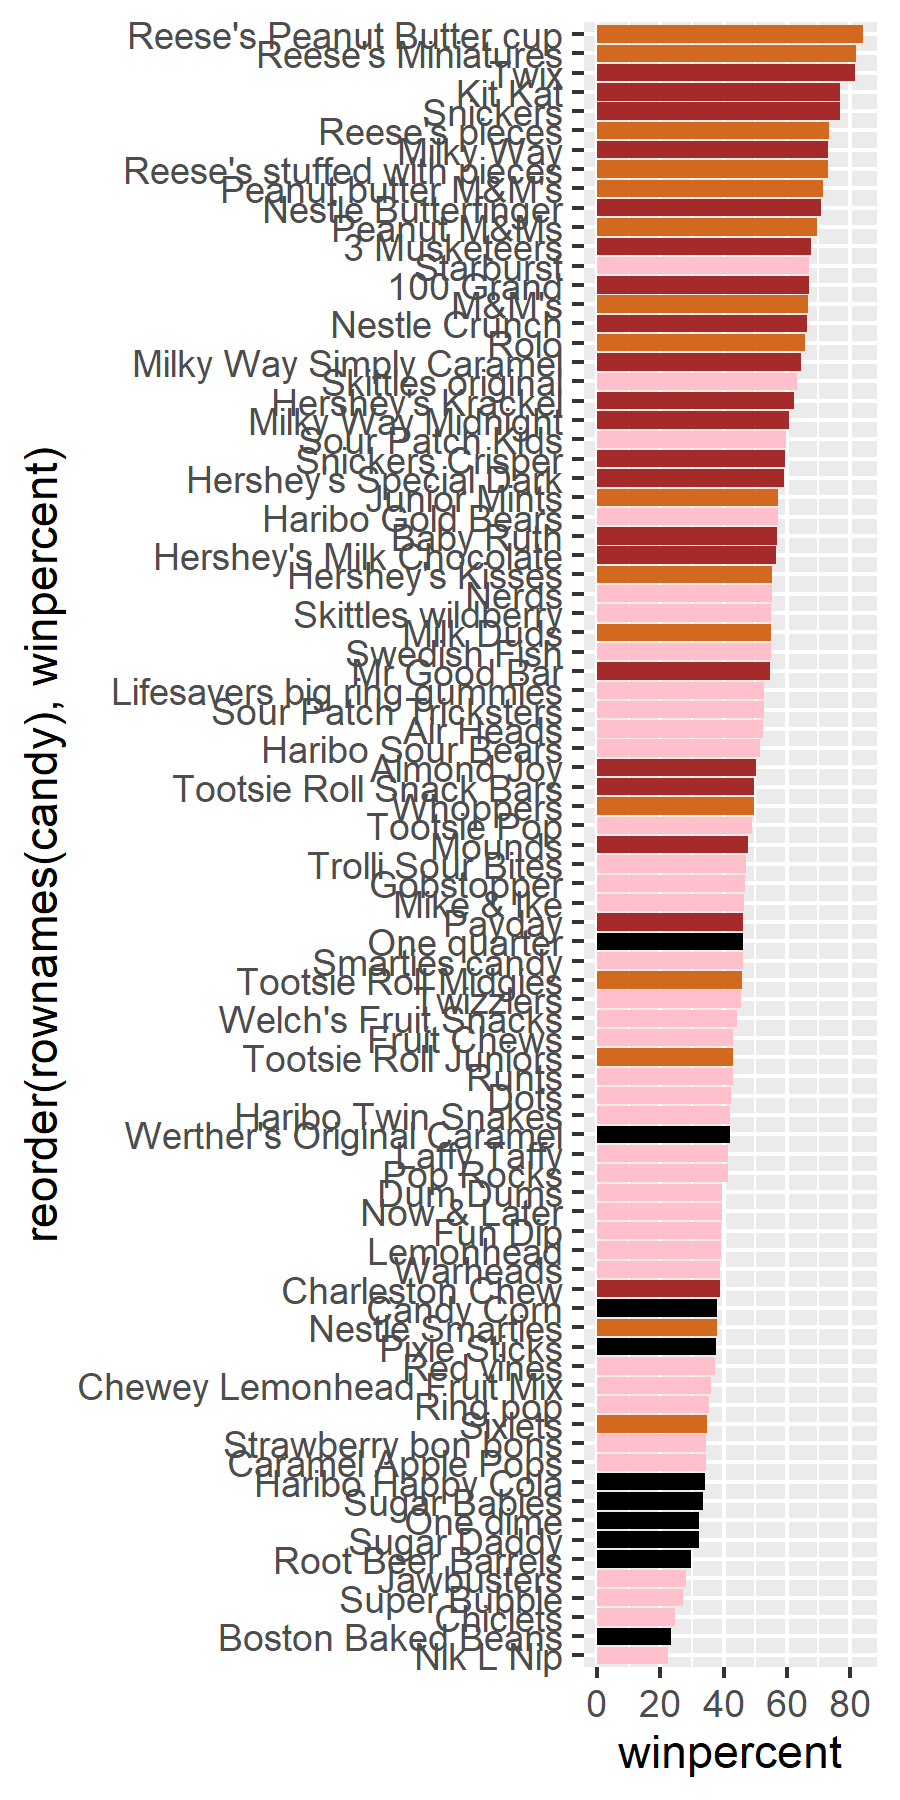 Reese's Peanut Butter cup
Reese's Miniatures
Twix
Kit Kat
Snickers
Reese's pieces
Milky Way
Reese's stuffed with pieces
Peanut butter M&M's
Nestle Butterfinger
Peanut M&Ms
3 Musketeers
Starburst
100 Grand
M&M's
Nestle Crunch
Rolo
Milky Way Simply Caramel
Skittles original
Hershey's Krackel
Milky Way Midnight
Sour Patch Kids
Snickers Crisper
Hershey's Special Dark
Junior Mints
Haribo Gold Bears
Baby Ruth
Hershey's Milk Chocolate
Hershey's Kisses
Nerds
Skittles wildberry
Milk Duds
Swedish Fish
Mr Good Bar
Lifesavers big ring gummies
Sour Patch Tricksters
Air Heads
Haribo Sour Bears
Almond Joy
Tootsie Roll Snack Bars
Whoppers
Tootsie Pop
Mounds
Trolli Sour Bites
Gobstopper
Mike & Ike
Payday
One quarter
Smarties candy
Tootsie Roll Midgies
Twizzlers
Welch's Fruit Snacks
Fruit Chews
Tootsie Roll Juniors
Runts
Dots
Haribo Twin Snakes
Werther's Original Caramel
Laffy Taffy
Pop Rocks
Dum Dums
Now & Later
Fun Dip
Lemonhead
Warheads
Charleston Chew
Candy Corn
Nestle Smarties
Pixie Sticks
Red vines
Chewey Lemonhead Fruit Mix
Ring pop
Sixlets
Strawberry bon bons
Caramel Apple Pops
Haribo Happy Cola
Sugar Babies
One dime
Sugar Daddy
Root Beer Barrels
Jawbusters
Super Bubble
Chiclets
Boston Baked Beans
Nik L Nip
0 20 40 60 80
winpercent
reorder(rownames(candy), winpercent)